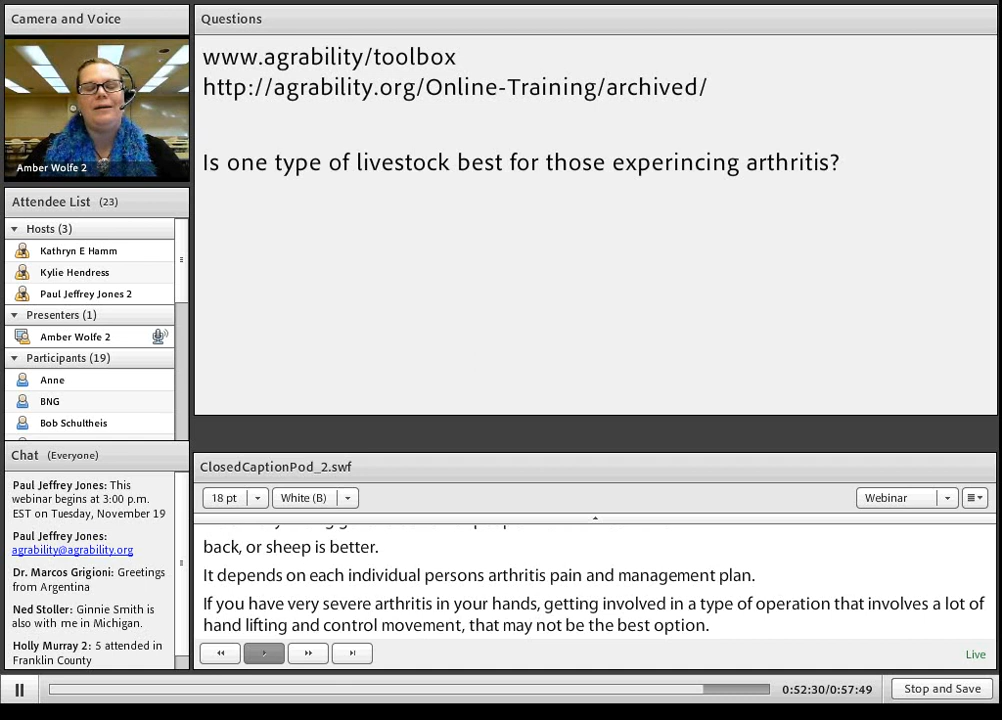 Camera and Voice
Amber Wolfe 2
Attendee List (23)
Hosts (3)
Kathryn E Hamm
Kylie Hendress
Paul Jeffrey Jones 2
Presenters (1)
Amber Wolfe 2
Participants (19)
Anne
BNG
Bob Schultheis
Chat (Everyone)
Paul Jeffrey Jones: This
webinar begins at 3:00 p.m.
EST on Tuesday, November 19
Paul Jeffrey Jones:
agrability@agrability.org
Dr. Marcos Grigioni: Greetings
from Argentina
Ned Stoller: Ginnie Smith is
also with me in Michigan.
Holly Murray 2: 5 attended in
Franklin County
Questions
www.agrability/toolbox
http://agrability.org/Online-Training/archived/
Is one type of livestock best for those experincing arthritis?
ClosedCaptionPod_2.swf
18 pt
White (B)
Webinar
back, or sheep is better.
It depends on each individual persons arthritis pain and management plan.
If you have very severe arthritis in your hands, getting involved in a type of operation that involves a lot of
hand lifting and control movement, that may not be the best option.
Live
0:52:30/0:57:49
Stop and Save